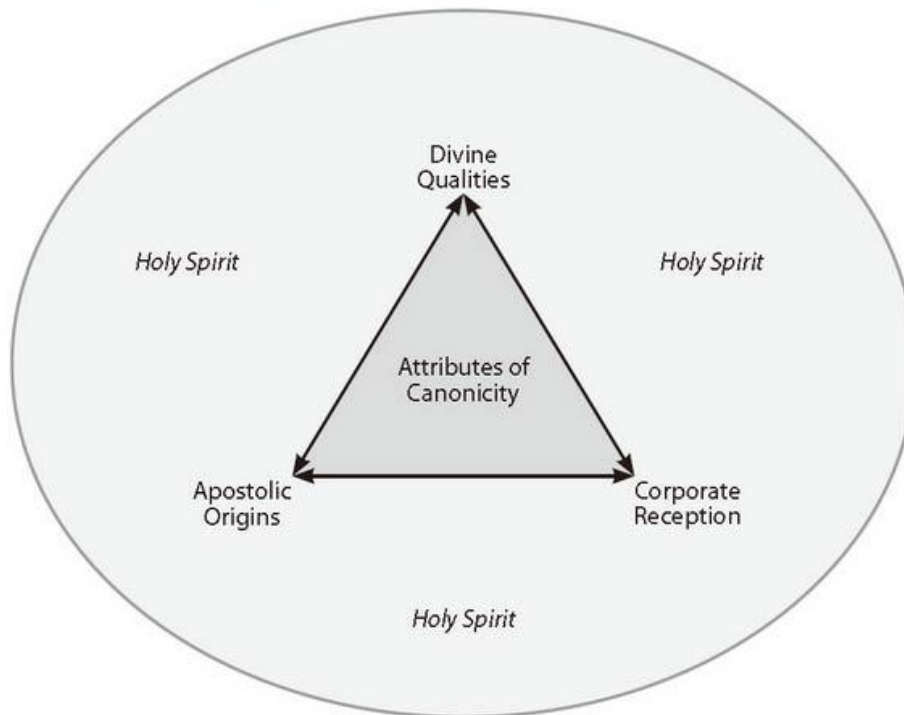 Divine
Qualities
Holy Spirit
Holy Spirit
Attributes of
Canonicity
Apostolic
Origins
Corporate
Reception
Holy Spirit